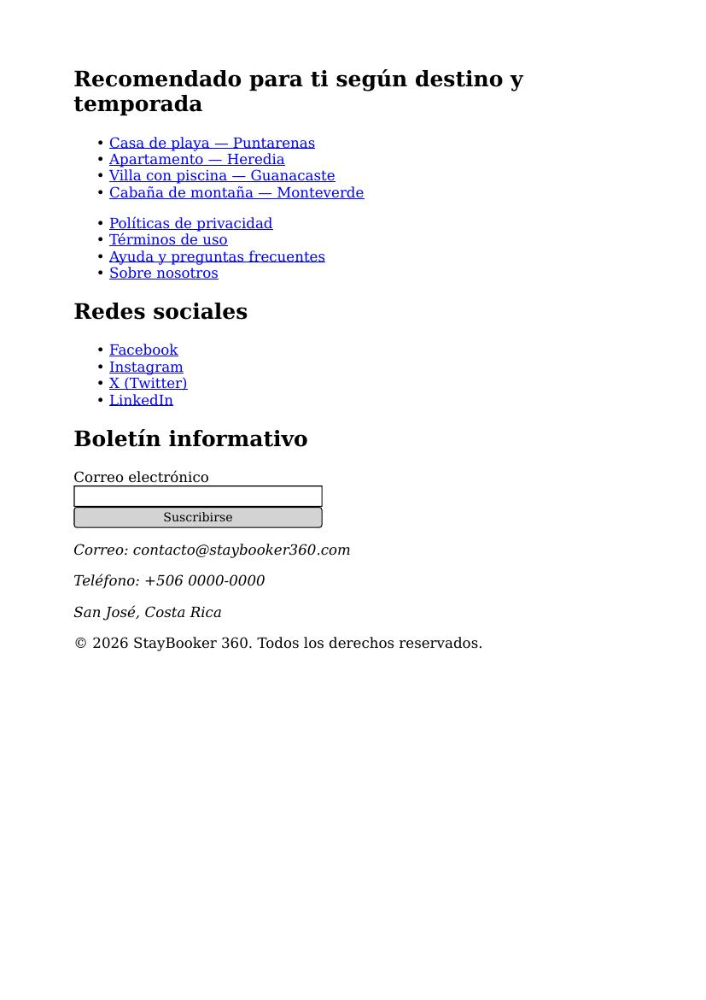 Recomendado para ti según destino y
temporada
• Casa de playa — Puntarenas
• Apartamento — Heredia
• Villa con piscina — Guanacaste
• Cabaña de montaña — Monteverde
• Políticas de privacidad
• Términos de uso
• Ayuda y preguntas frecuentes
• Sobre nosotros
Redes sociales
• Facebook
• Instagram
• X (Twitter)
• LinkedIn
Boletín informativo
Correo electrónico
Suscribirse
Correo: contacto@staybooker360.com
Teléfono: +506 0000-0000
San José, Costa Rica
© 2026 StayBooker 360. Todos los derechos reservados.